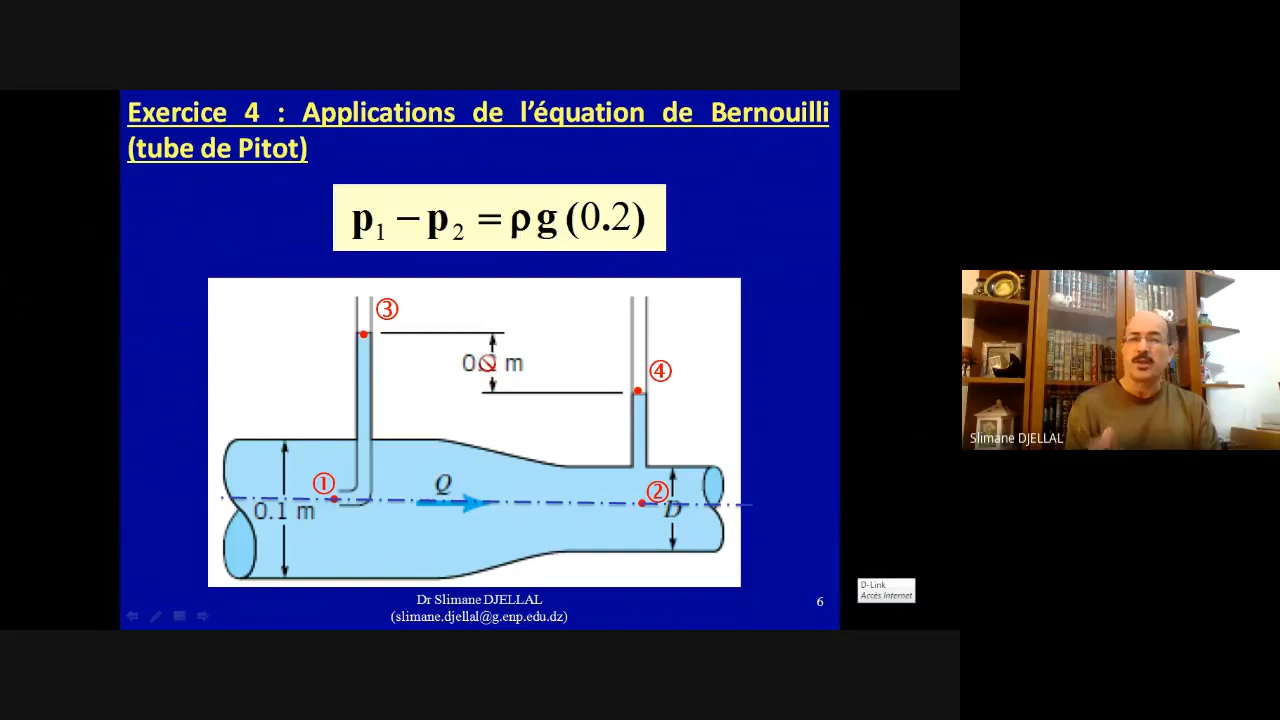 Exercice 4 : Applications de l'équation de Bernouilli
(tube de Pitot)
p₁ − p₂ = ρ g (0.2)
③
④
①
②
Q
0.1 m
D
Dr Slimane DJELLAL
(slimane.djellal@g.enp.edu.dz)
6
Slimane DJELLAL
D-Link
Accès Internet